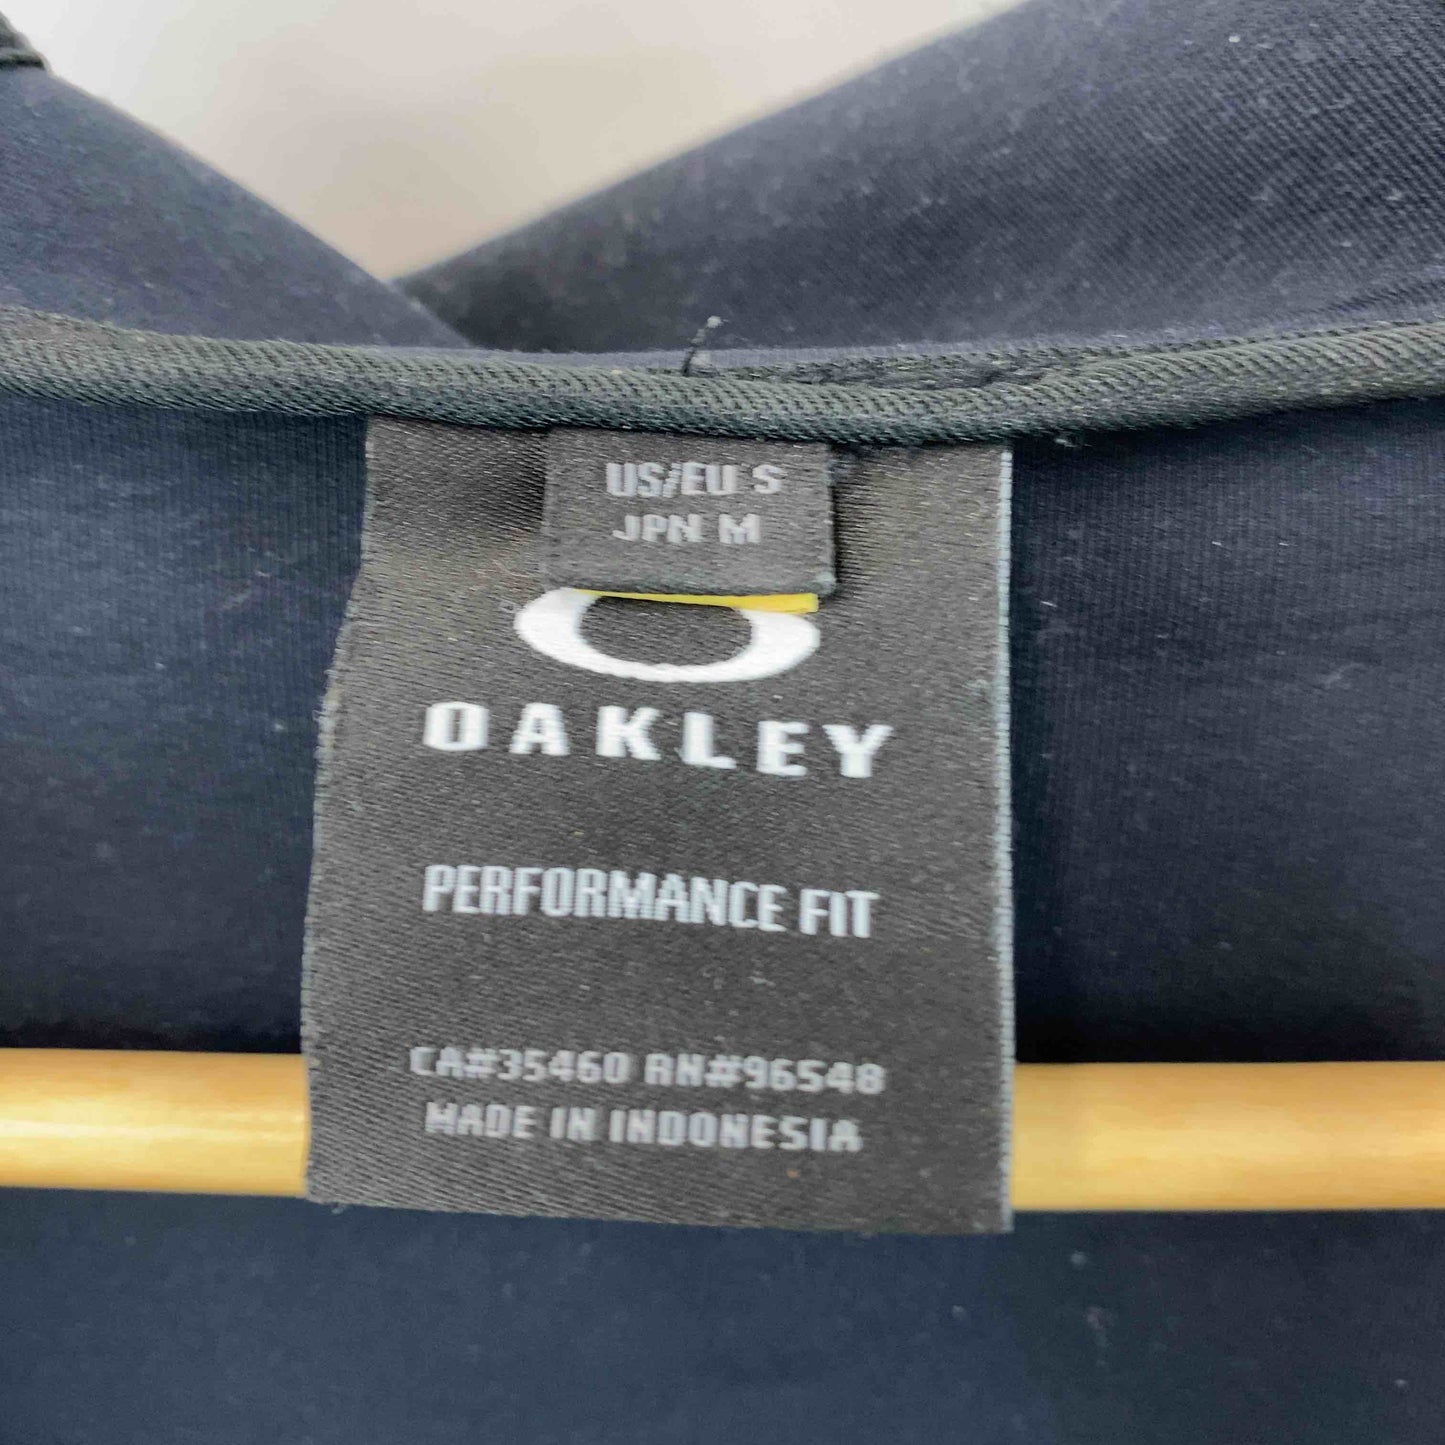 US/EU S
JPN M
OAKLEY
PERFORMANCE FIT
CA#35460 RN#96548
MADE IN INDONESIA